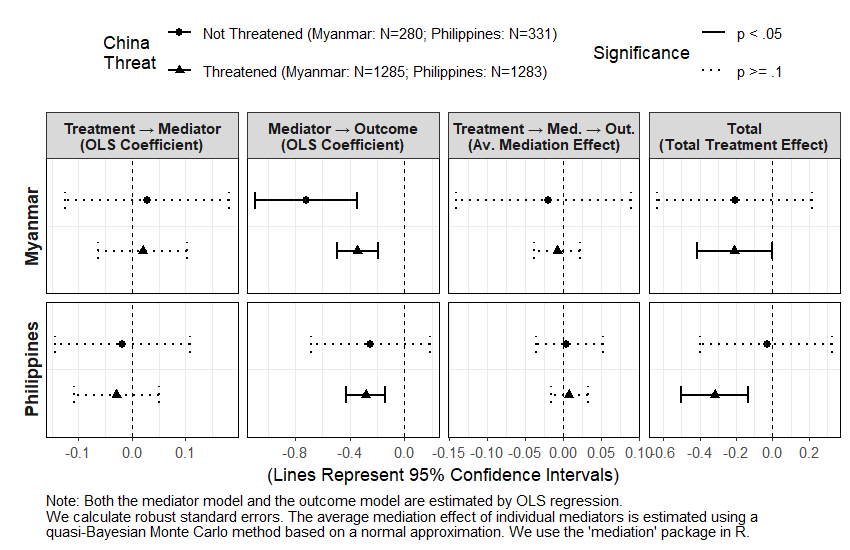 China
Threat
Not Threatened (Myanmar: N=280; Philippines: N=331)
Threatened (Myanmar: N=1285; Philippines: N=1283)
Significance
p < .05
p >= .1
Treatment → Mediator
(OLS Coefficient)
Mediator → Outcome
(OLS Coefficient)
Treatment → Med. → Out.
(Av. Mediation Effect)
Total
(Total Treatment Effect)
Myanmar
Philippines
-0.1 0.0 0.1
-0.8 -0.4 0.0
-0.15 -0.10 -0.05 0.00 0.05 0.10
-0.6 -0.4 -0.2 0.0 0.2
(Lines Represent 95% Confidence Intervals)
Note: Both the mediator model and the outcome model are estimated by OLS regression.
We calculate robust standard errors. The average mediation effect of individual mediators is estimated using a
quasi-Bayesian Monte Carlo method based on a normal approximation. We use the 'mediation' package in R.